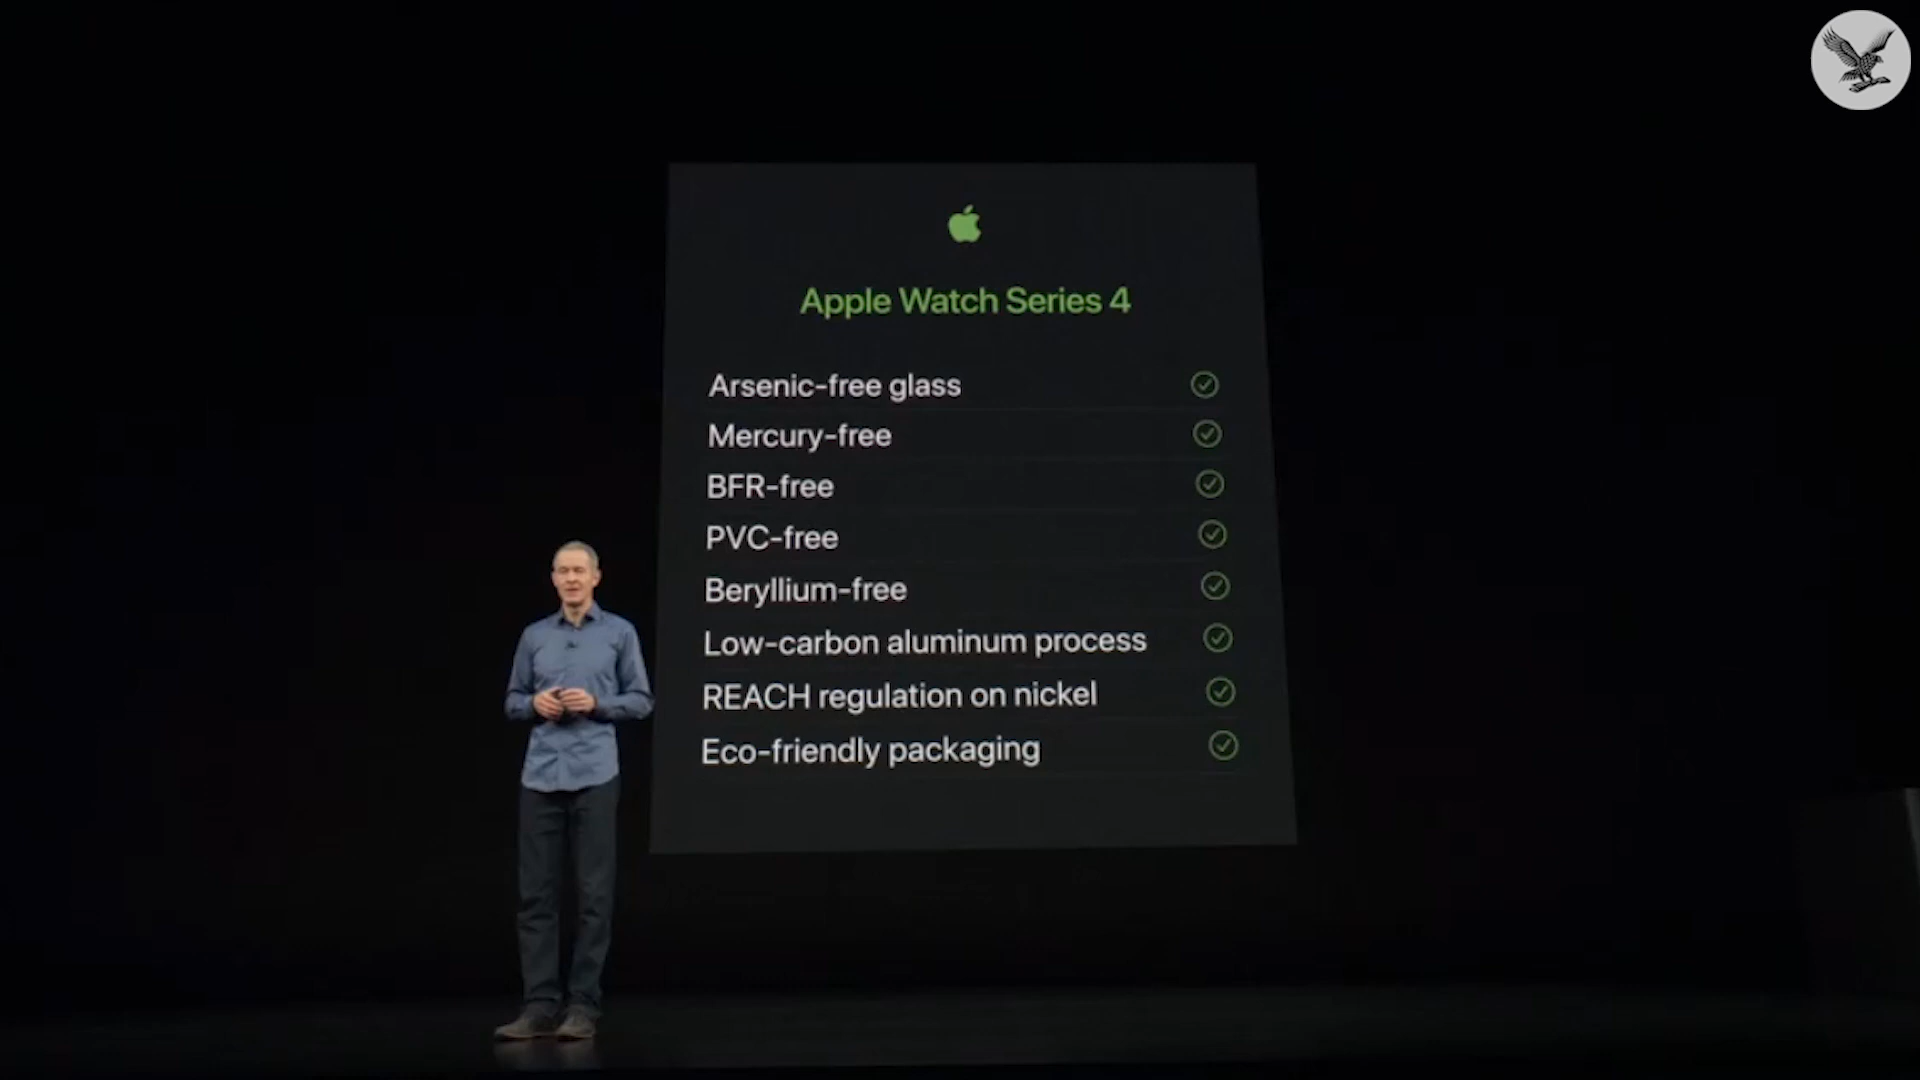 Apple Watch Series 4
Arsenic-free glass
Mercury-free
BFR-free
PVC-free
Beryllium-free
Low-carbon aluminum process
REACH regulation on nickel
Eco-friendly packaging